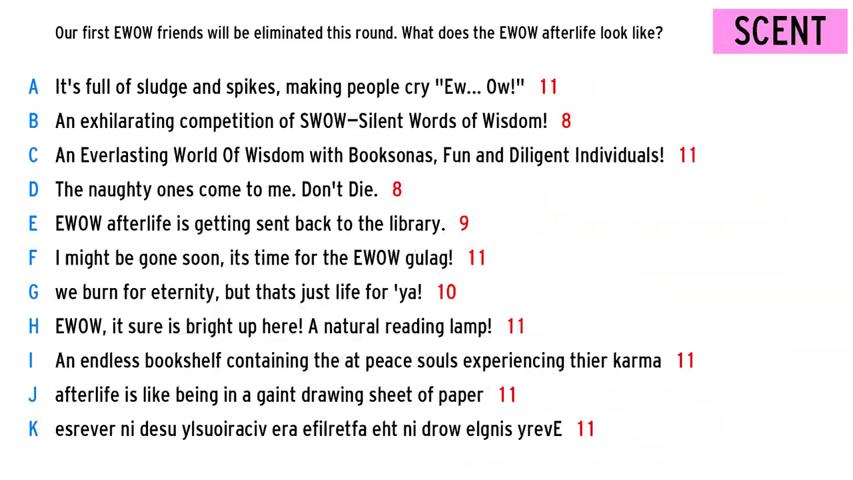 Our first EWOW friends will be eliminated this round. What does the EWOW afterlife look like?
SCENT
A It's full of sludge and spikes, making people cry "Ew... Ow!" 11
B An exhilarating competition of SWOW—Silent Words of Wisdom! 8
C An Everlasting World Of Wisdom with Booksonas, Fun and Diligent Individuals! 11
D The naughty ones come to me. Don't Die. 8
E EWOW afterlife is getting sent back to the library. 9
F I might be gone soon, its time for the EWOW gulag! 11
G we burn for eternity, but thats just life for 'ya! 10
H EWOW, it sure is bright up here! A natural reading lamp! 11
I An endless bookshelf containing the at peace souls experiencing thier karma 11
J afterlife is like being in a gaint drawing sheet of paper 11
K esrever ni desu ylsuoiraciv era efilretfa eht ni drow elgnis yrevE 11